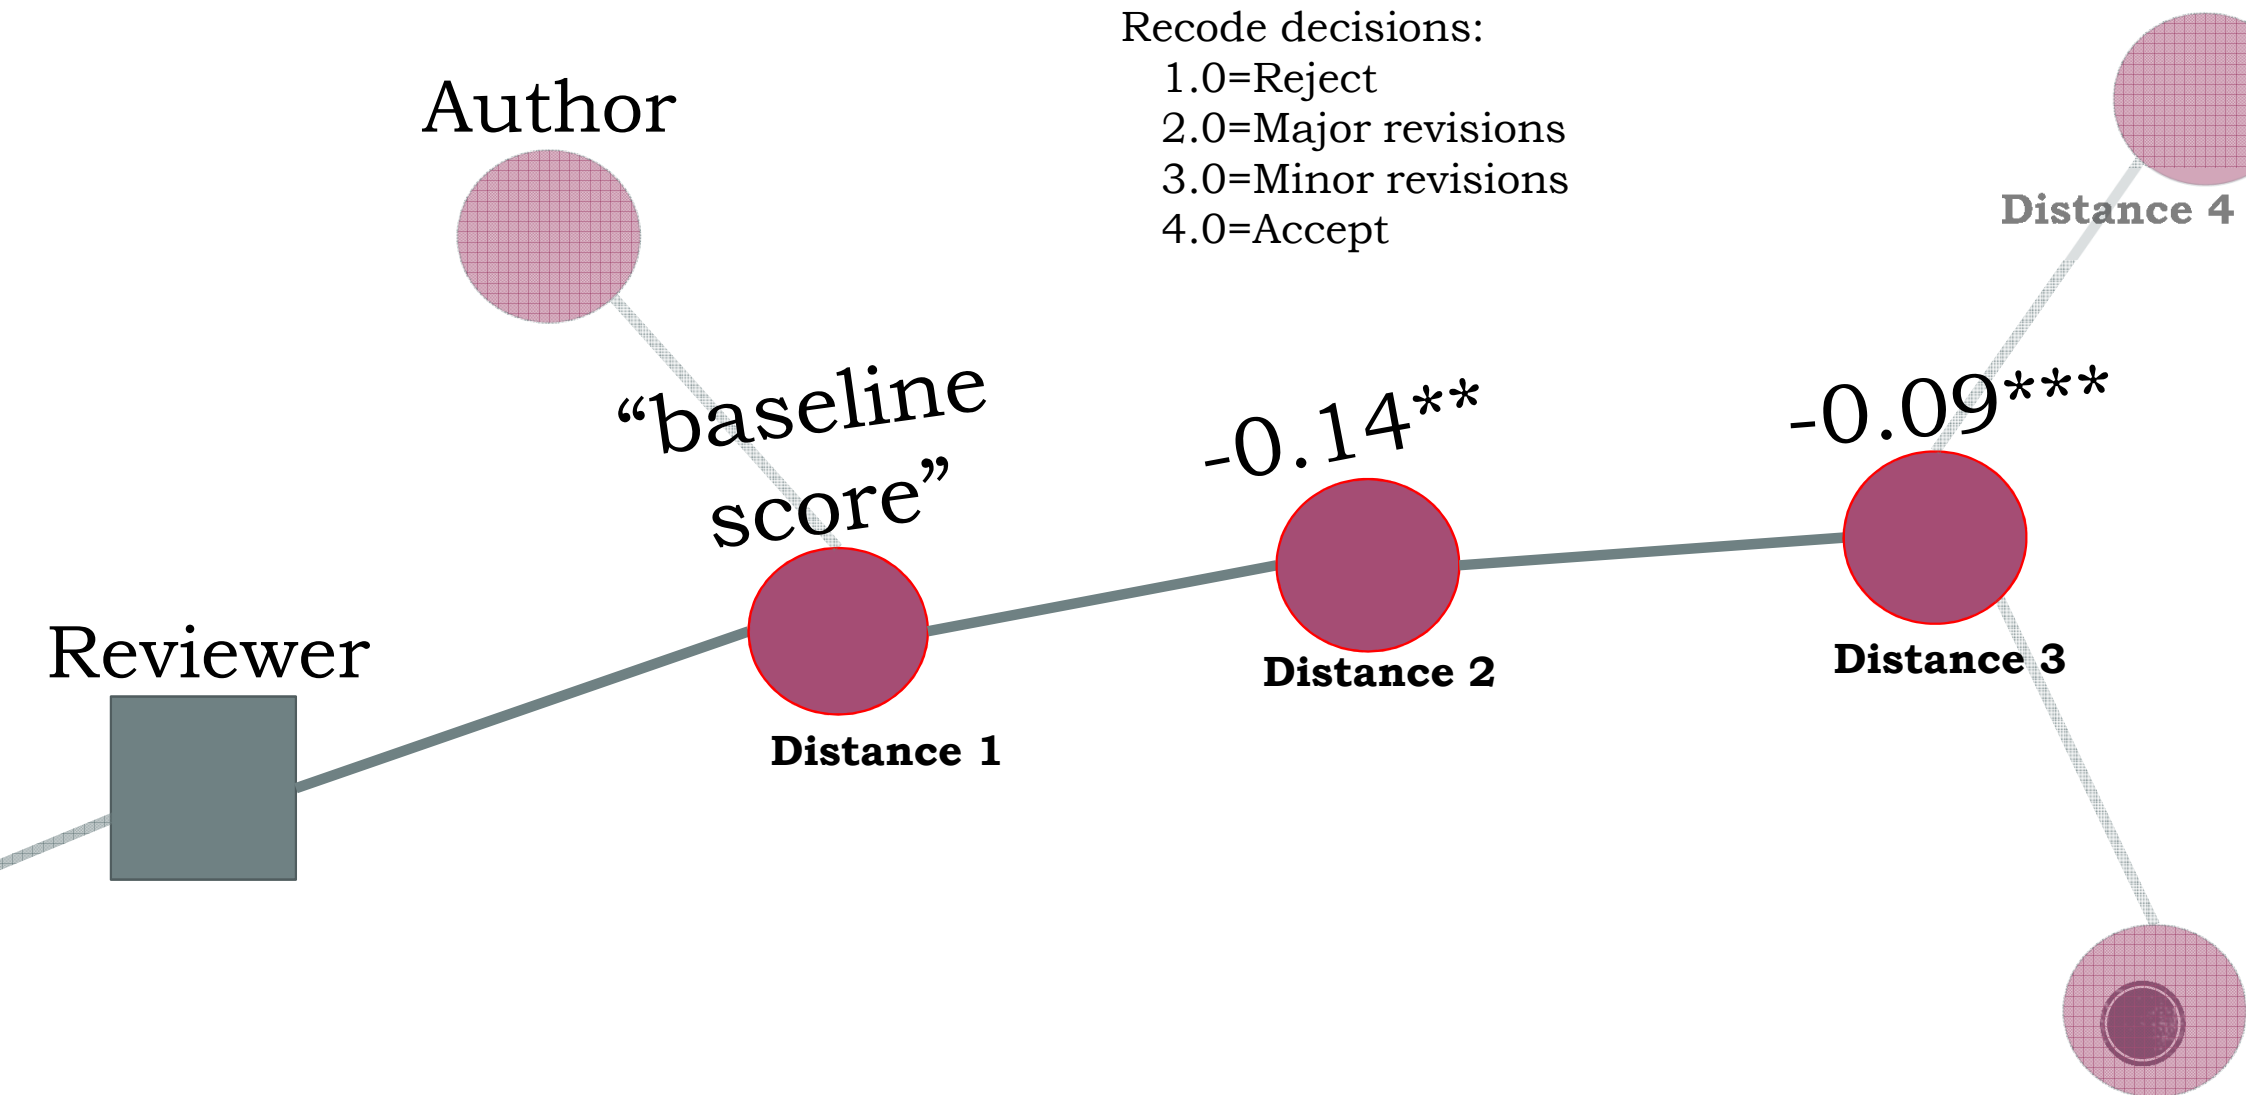 Recode decisions:
1.0=Reject
2.0=Major revisions
3.0=Minor revisions
4.0=Accept
Author
Distance 4
“baseline
score”
-0.14**
-0.09***
Reviewer
Distance 1
Distance 2
Distance 3